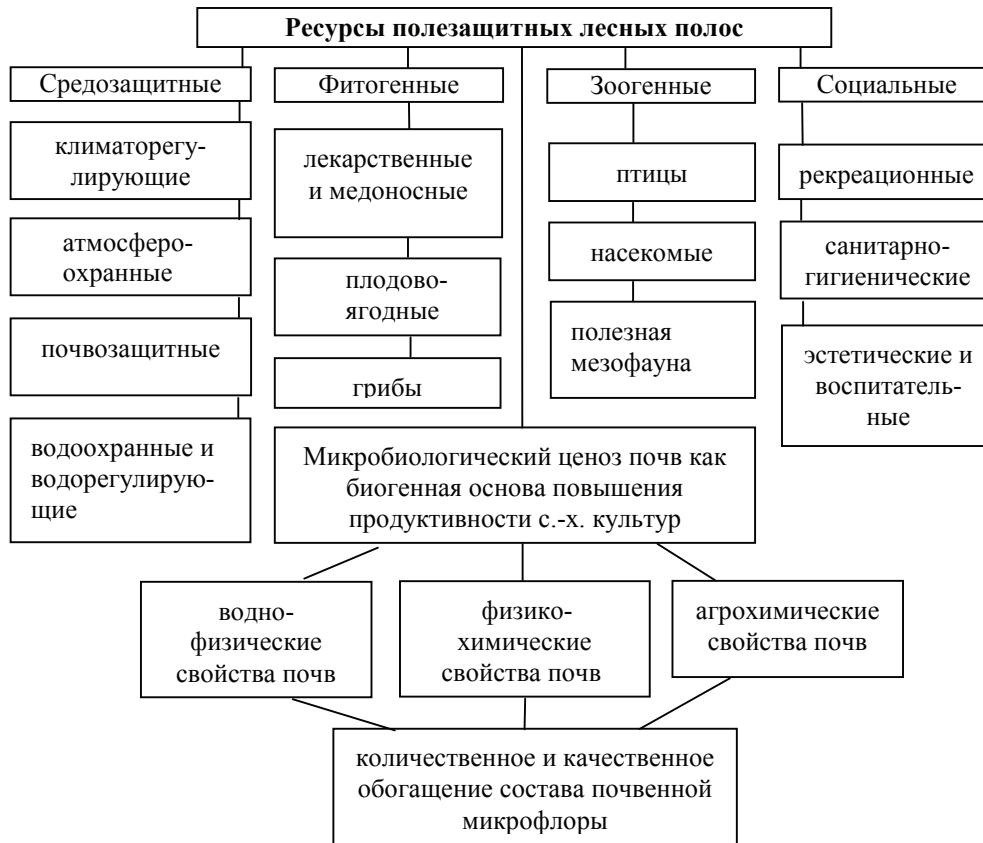 Ресурсы полезащитных лесных полос
Средозащитные
климаторегу-
лирующие
атмосферо-
охранные
почвозащитные
водоохранные и
водорегулирую-
щие
Фитогенные
лекарственные
и медоносные
плодово-
ягодные
грибы
Зоогенные
птицы
насекомые
полезная
мезофауна
Социальные
рекреационные
санитарно-
гигиенические
эстетические и
воспитатель-
ные
Микробиологический ценоз почв как
биогенная основа повышения
продуктивности с.-х. культур
водно-
физические
свойства почв
физико-
химические
свойства почв
агрохимические
свойства почв
количественное и качественное
обогащение состава почвенной
микрофлоры